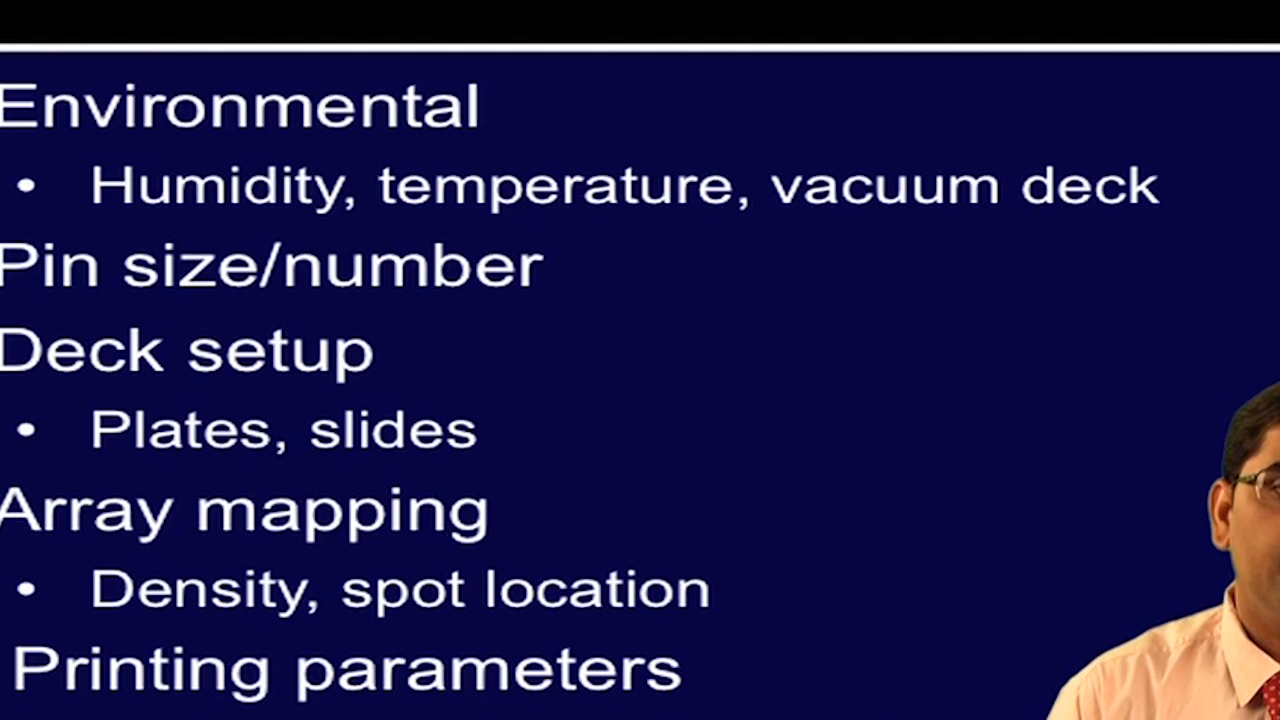 Environmental
• Humidity, temperature, vacuum deck
Pin size/number
Deck setup
• Plates, slides
Array mapping
• Density, spot location
Printing parameters